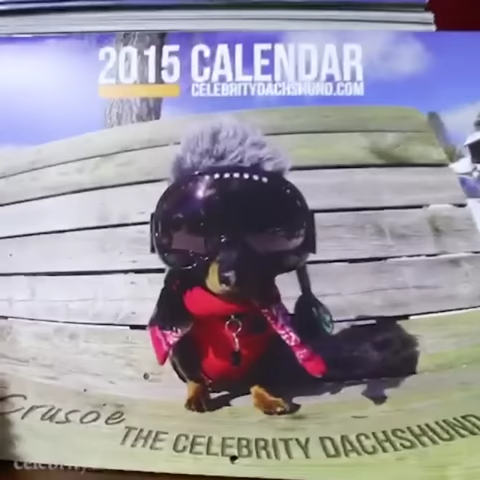 2015 CALENDAR
CELEBRITYDACHSHUND.COM
Crusoe
THE CELEBRITY DACHSHUND